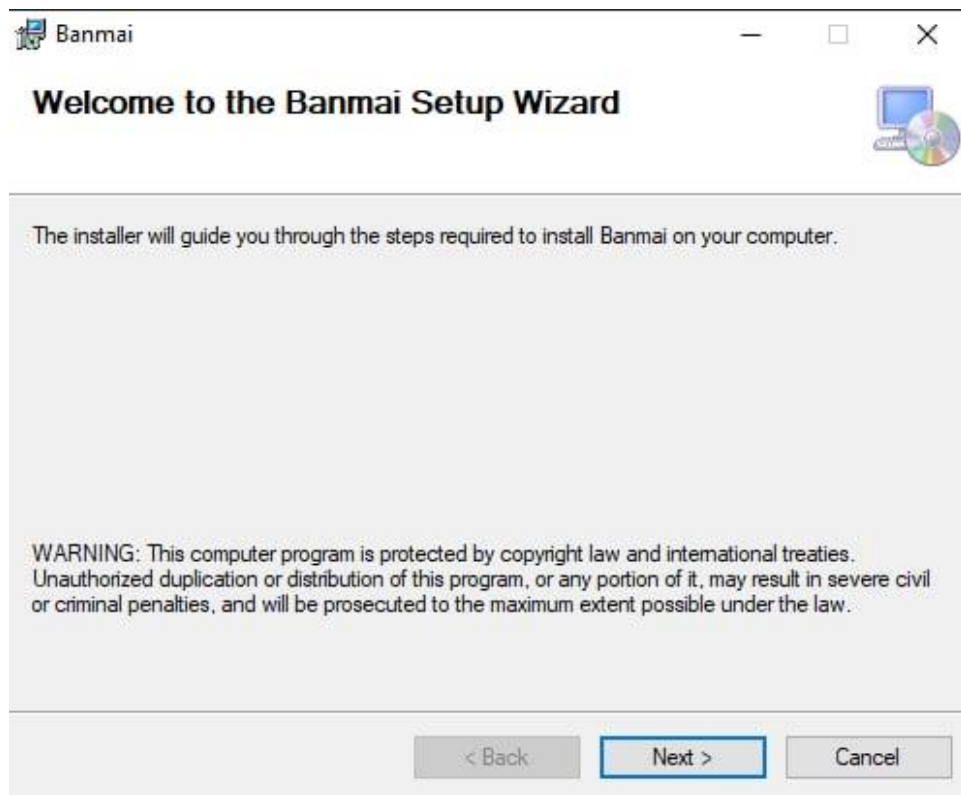 Banmai
Welcome to the Banmai Setup Wizard
The installer will guide you through the steps required to install Banmai on your computer.
WARNING: This computer program is protected by copyright law and international treaties.
Unauthorized duplication or distribution of this program, or any portion of it, may result in severe civil
or criminal penalties, and will be prosecuted to the maximum extent possible under the law.
< Back
Next >
Cancel